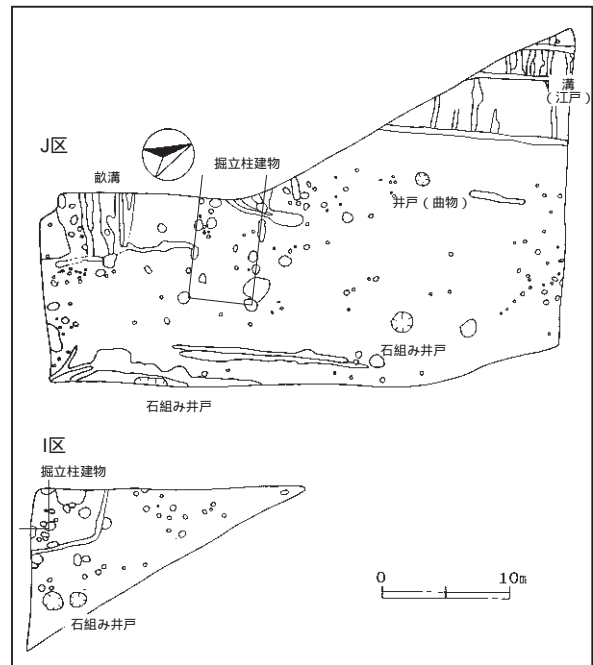 溝
(江戸)
J区
掘立柱建物
畝溝
井戸(曲物)
石組み井戸
石組み井戸
I区
掘立柱建物
0 10m
石組み井戸